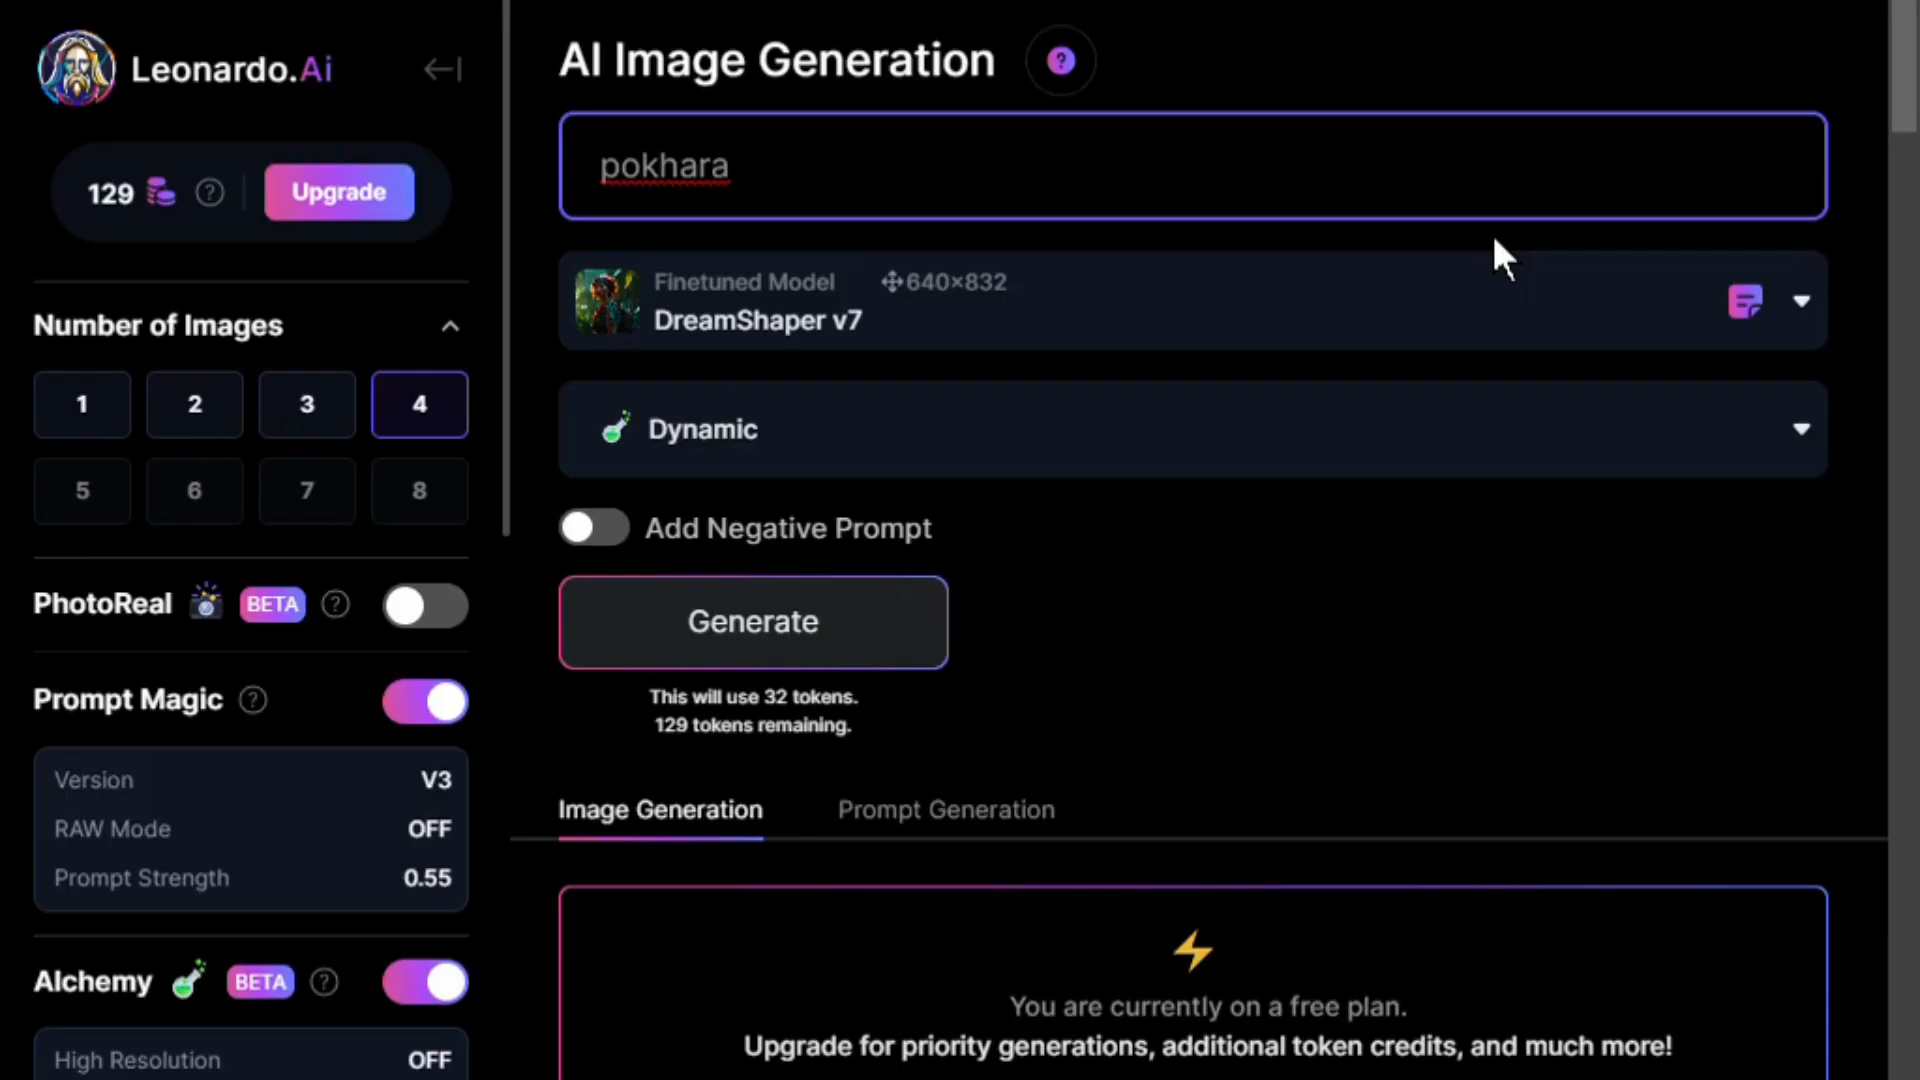 Leonardo.Ai
129 Upgrade
Number of Images
1 2 3 4
5 6 7 8
PhotoReal BETA
Prompt Magic
Version V3
RAW Mode OFF
Prompt Strength 0.55
Alchemy BETA
High Resolution OFF
AI Image Generation
pokhara
Finetuned Model 640×832
DreamShaper v7
Dynamic
Add Negative Prompt
Generate
This will use 32 tokens.
129 tokens remaining.
Image Generation Prompt Generation
You are currently on a free plan.
Upgrade for priority generations, additional token credits, and much more!